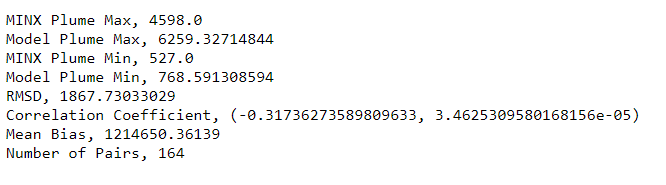 MINX Plume Max, 4598.0
Model Plume Max, 6259.32714844
MINX Plume Min, 527.0
Model Plume Min, 768.591308594
RMSD, 1867.73033029
Correlation Coefficient, (-0.31736273589809633, 3.4625309580168156e-05)
Mean Bias, 1214650.36139
Number of Pairs, 164